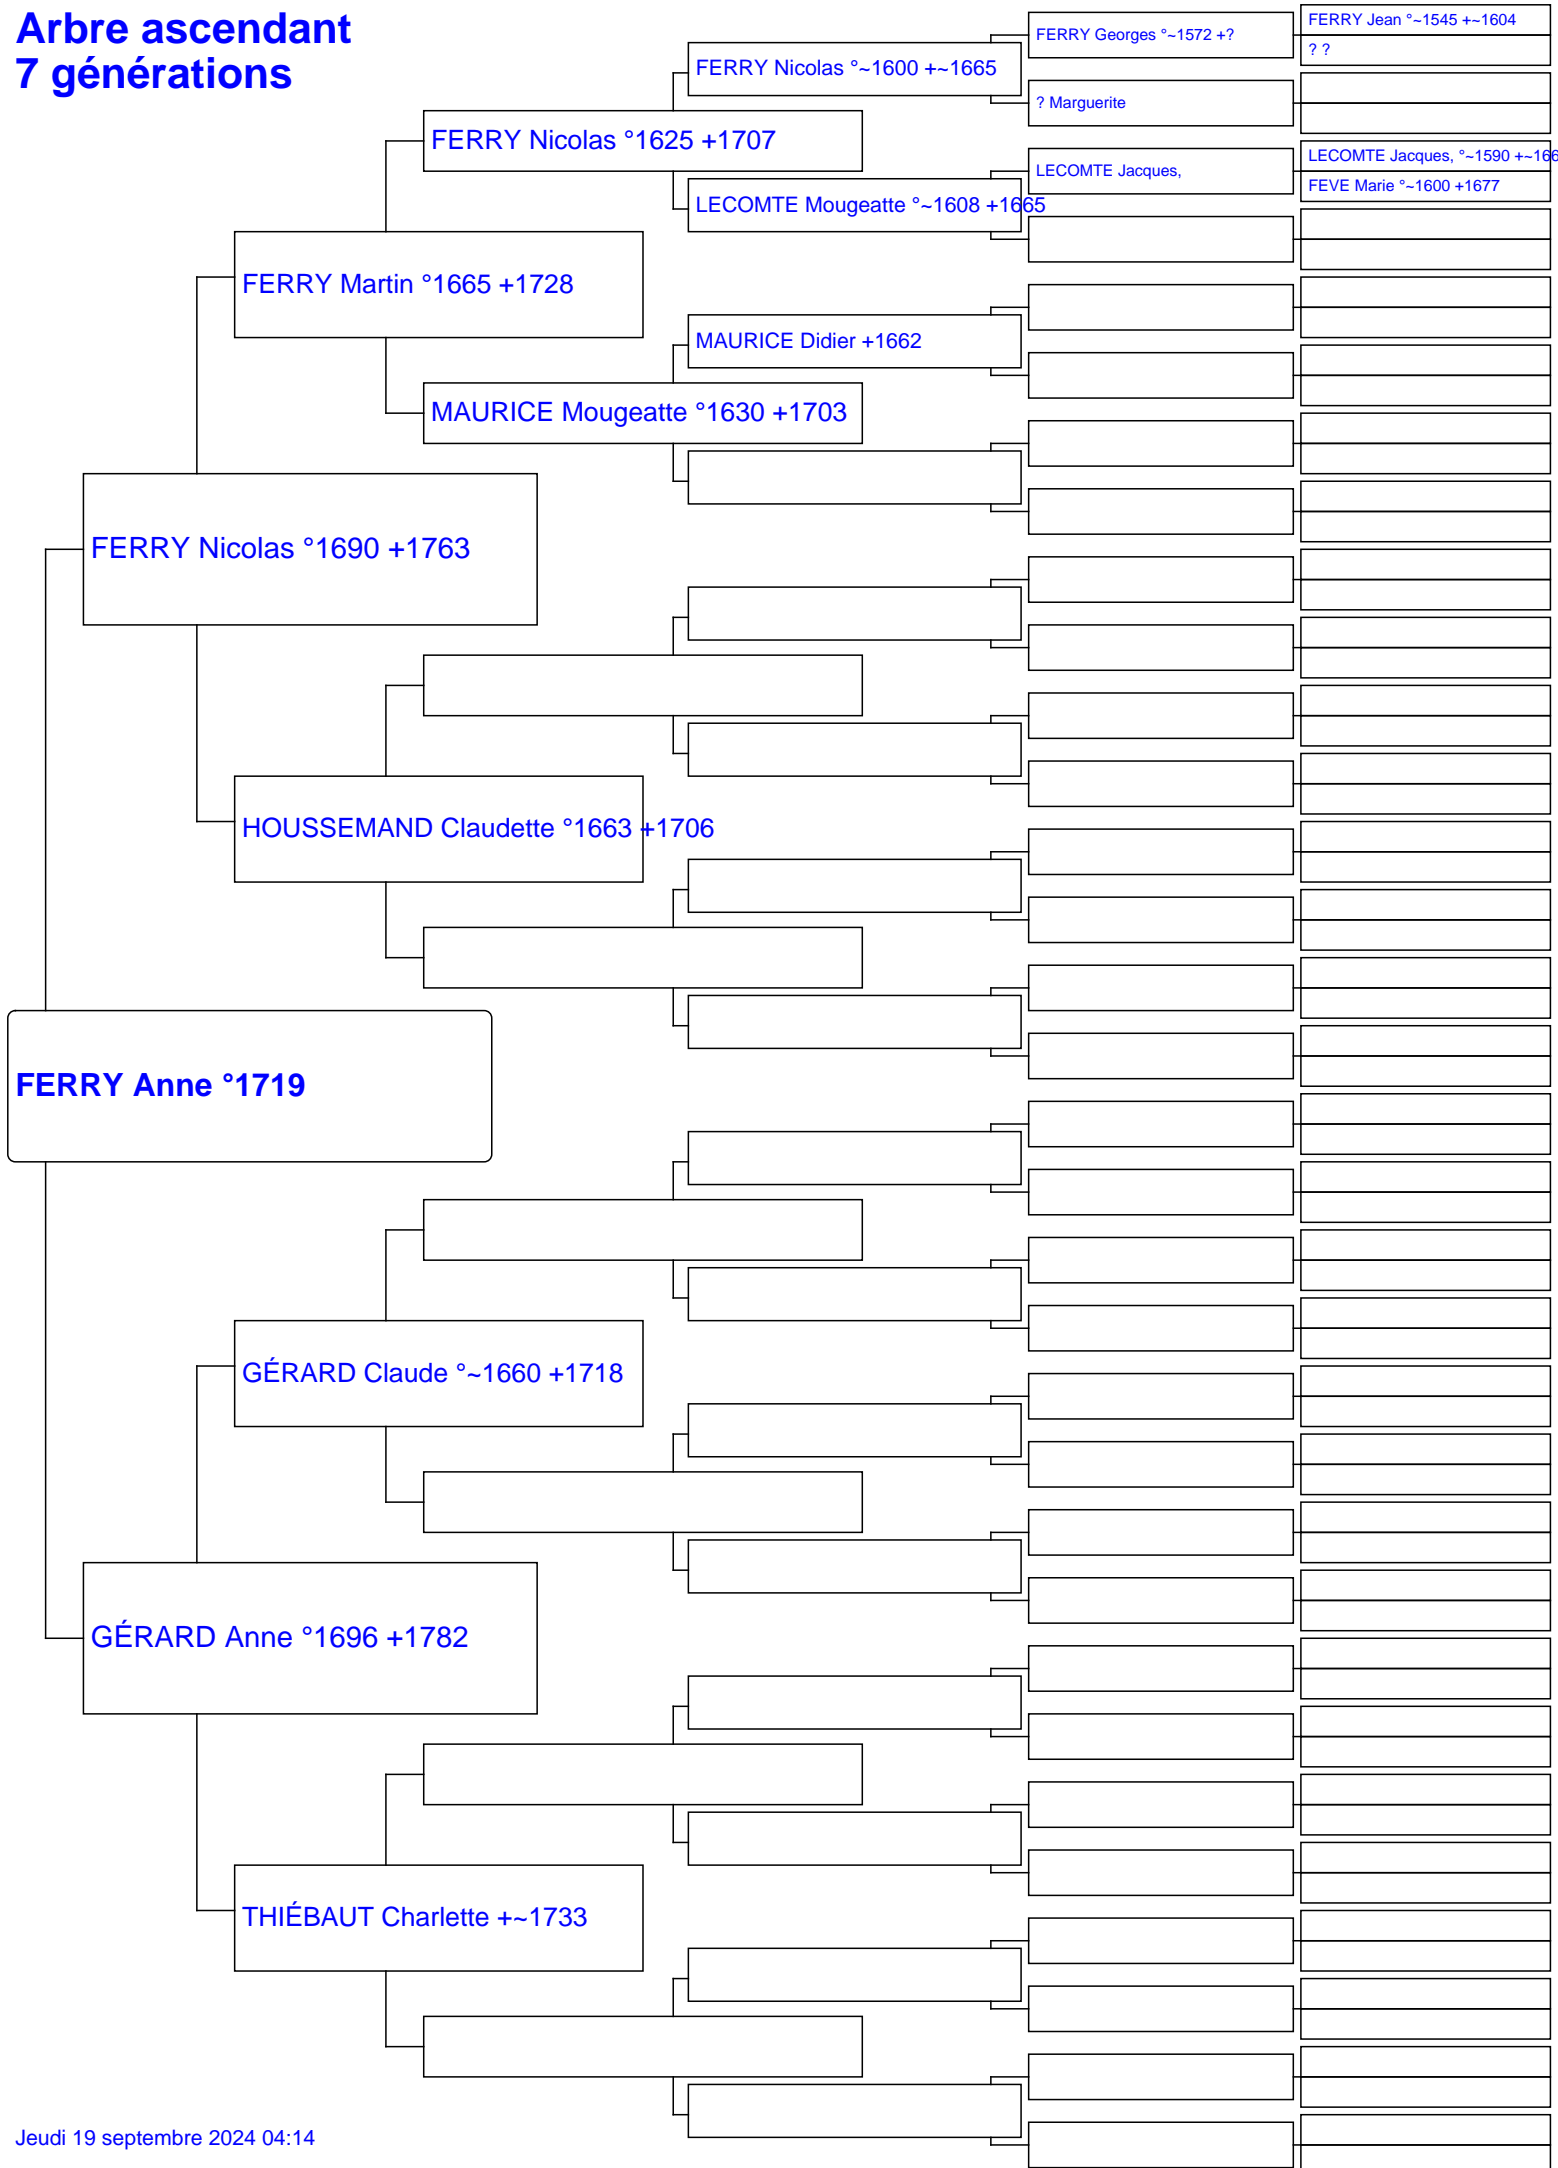 Arbre ascendant
7 générations
FERRY Jean °~1545 +~1604
FERRY Georges °~1572 +?
? ?
FERRY Nicolas °~1600 +~1665
? Marguerite
FERRY Nicolas °1625 +1707
LECOMTE Jacques, °~1590 +~166
LECOMTE Jacques,
FEVE Marie °~1600 +1677
LECOMTE Mougeatte °~1608 +1665
FERRY Martin °1665 +1728
MAURICE Didier +1662
MAURICE Mougeatte °1630 +1703
FERRY Nicolas °1690 +1763
HOUSSEMAND Claudette °1663 +1706
FERRY Anne °1719
GÉRARD Claude °~1660 +1718
GÉRARD Anne °1696 +1782
THIÉBAUT Charlette +~1733
Jeudi 19 septembre 2024 04:14